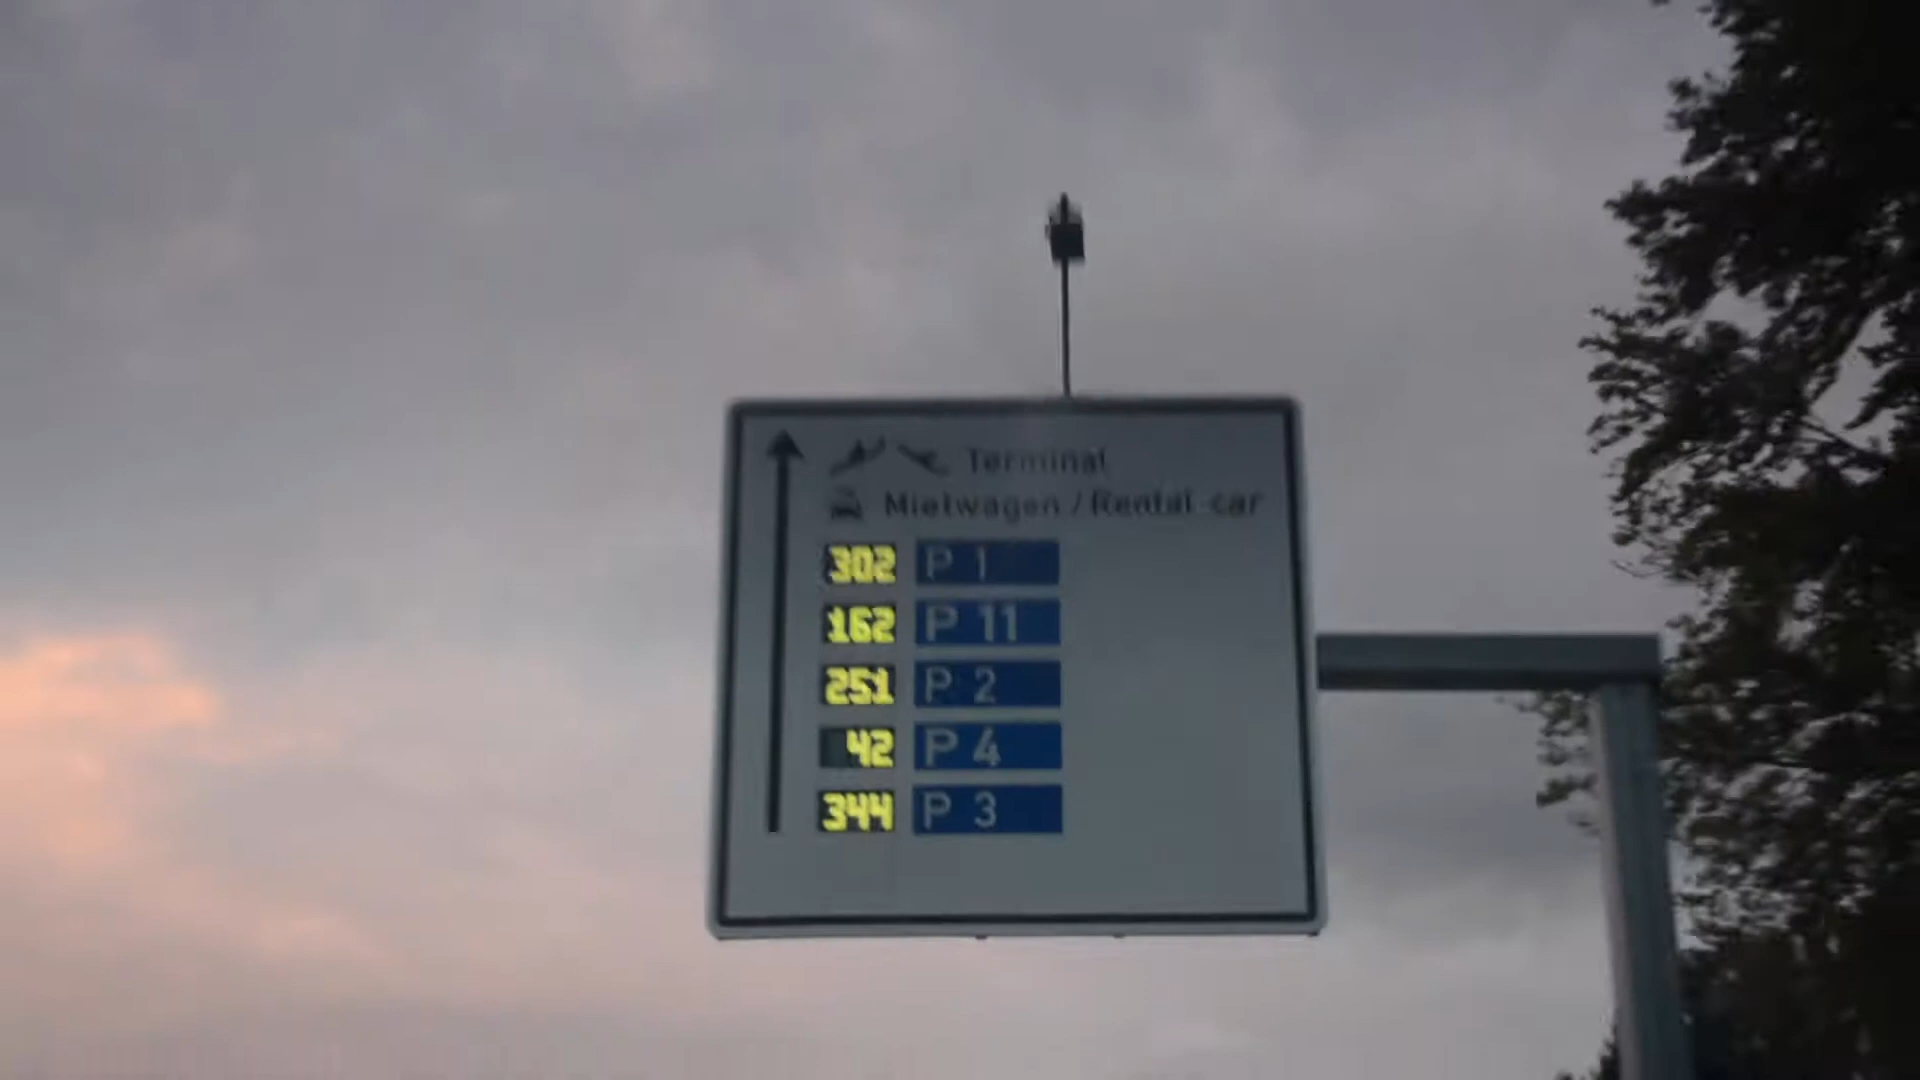 Terminal
Mietwagen / Rental-car
302 P 1
162 P 11
251 P 2
42 P 4
344 P 3